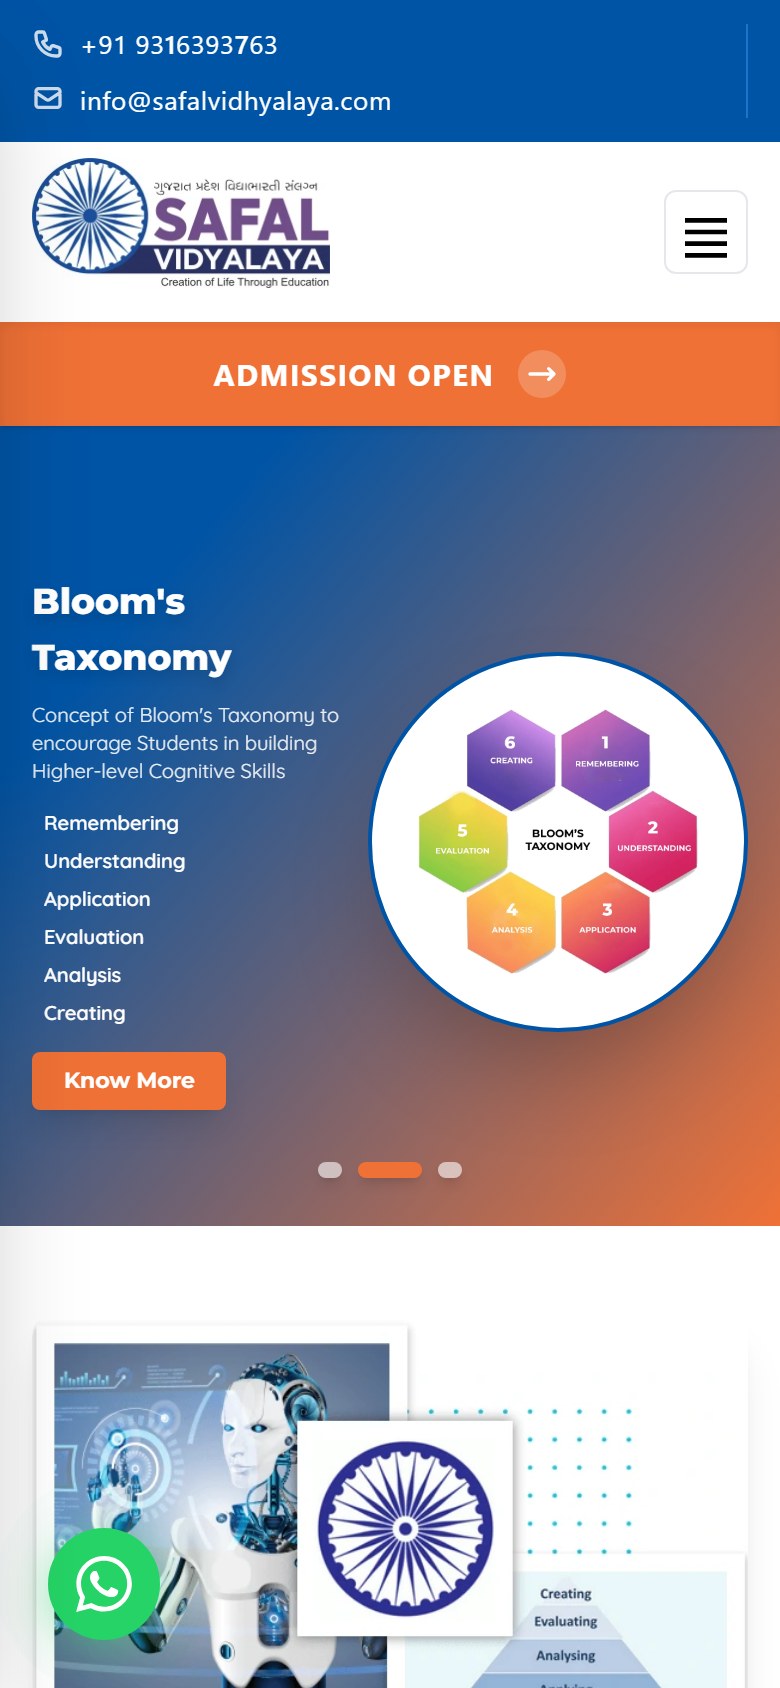 +91 9316393763
info@safalvidhyalaya.com
ગુજરાત પ્રદેશ વિદ્યાભારતી સંલગ્ન
SAFAL
VIDYALAYA
Creation of Life Through Education
ADMISSION OPEN
Bloom's
Taxonomy
Concept of Bloom's Taxonomy to
encourage Students in building
Higher-level Cognitive Skills
Remembering
Understanding
Application
Evaluation
Analysis
Creating
Know More
6
CREATING
1
REMEMBERING
5
EVALUATION
BLOOM'S
TAXONOMY
2
UNDERSTANDING
4
ANALYSIS
3
APPLICATION
Creating
Evaluating
Analysing